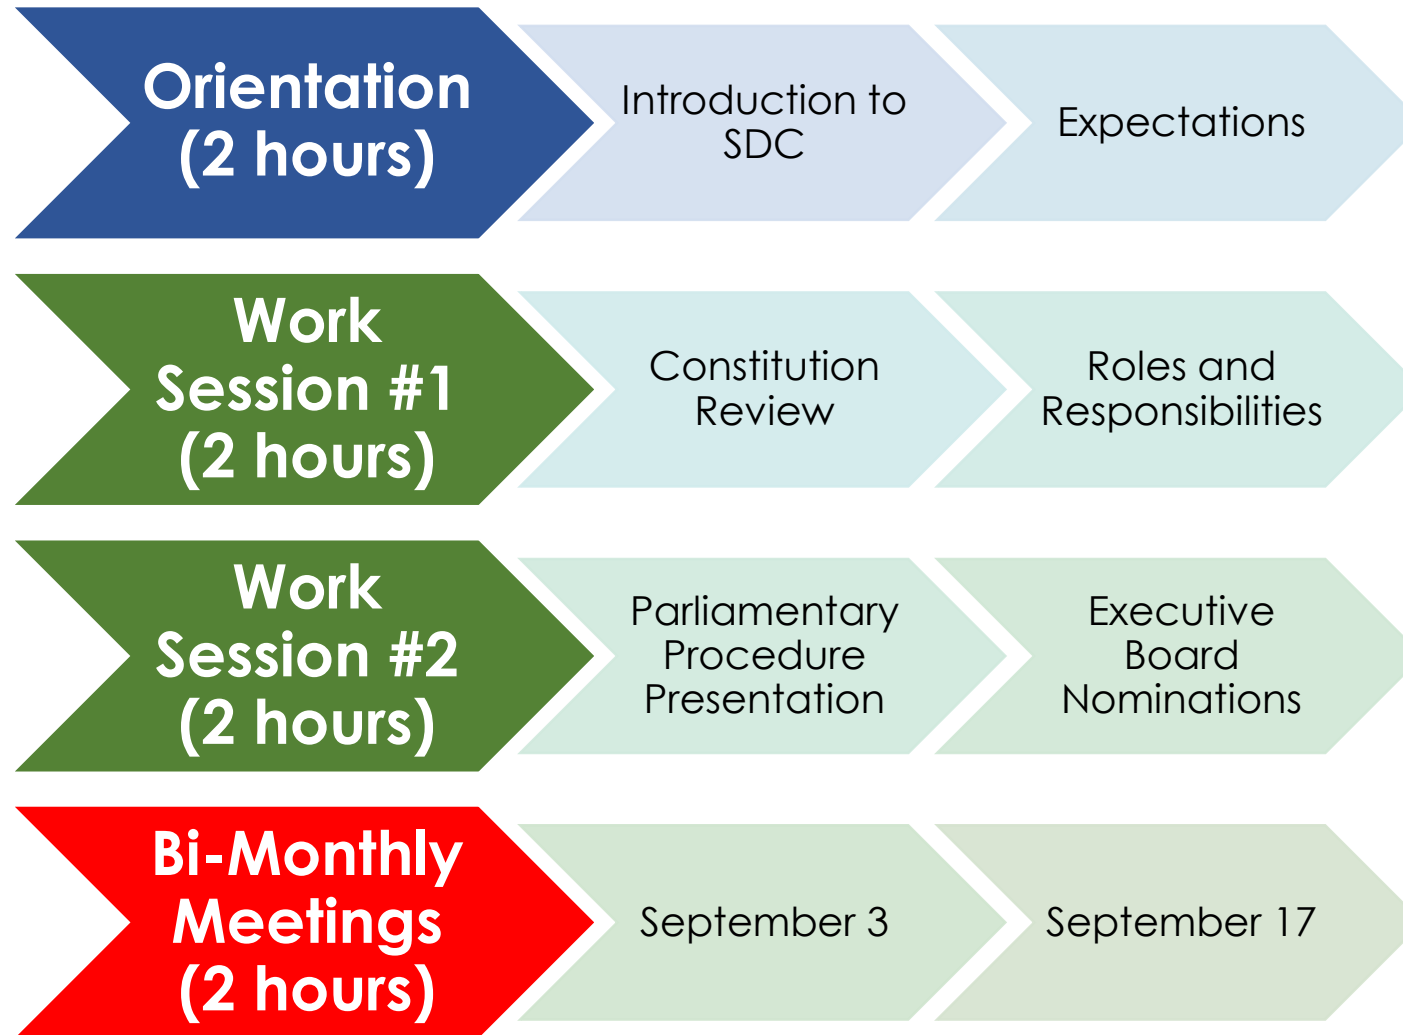 Orientation
(2 hours)
Introduction to
SDC
Expectations
Work
Session #1
(2 hours)
Constitution
Review
Roles and
Responsibilities
Work
Session #2
(2 hours)
Parliamentary
Procedure
Presentation
Executive
Board
Nominations
Bi-Monthly
Meetings
(2 hours)
September 3
September 17